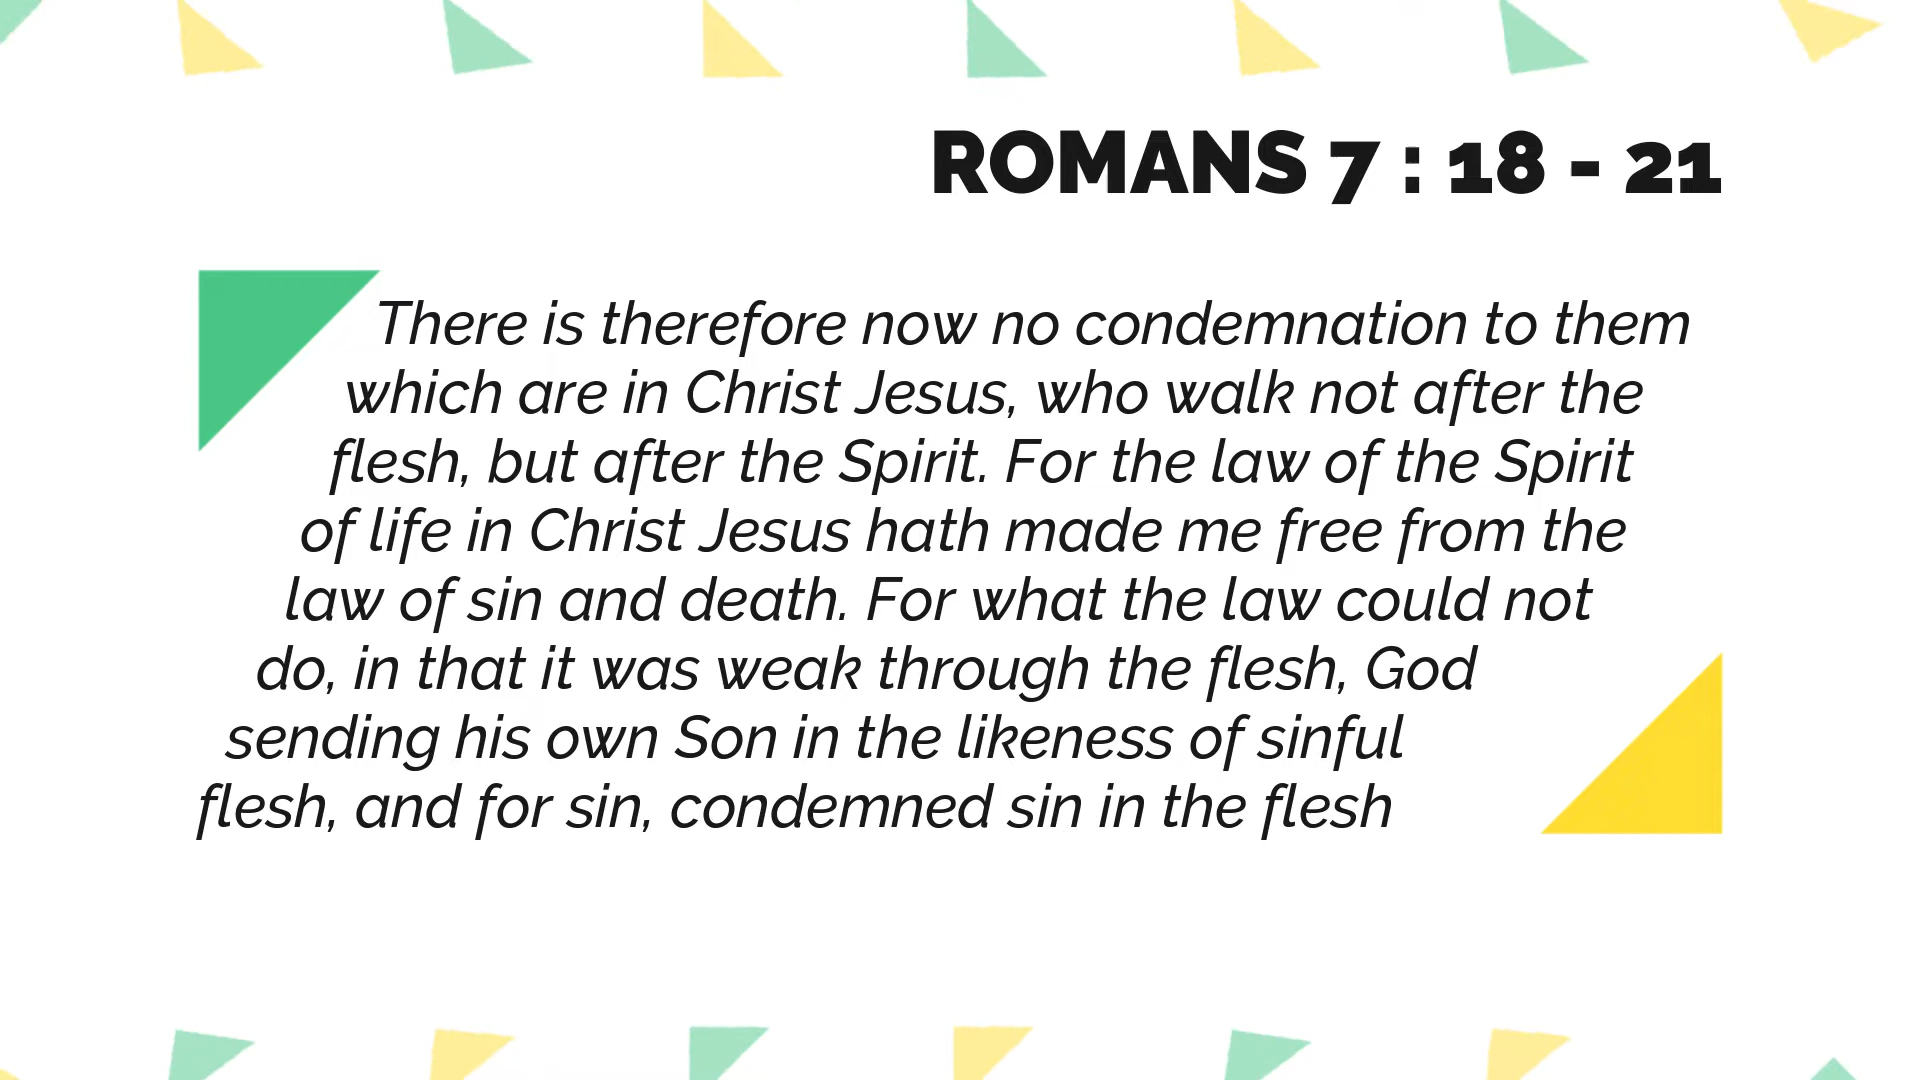 ROMANS 7 : 18 - 21
There is therefore now no condemnation to them
which are in Christ Jesus, who walk not after the
flesh, but after the Spirit. For the law of the Spirit
of life in Christ Jesus hath made me free from the
law of sin and death. For what the law could not
do, in that it was weak through the flesh, God
sending his own Son in the likeness of sinful
flesh, and for sin, condemned sin in the flesh